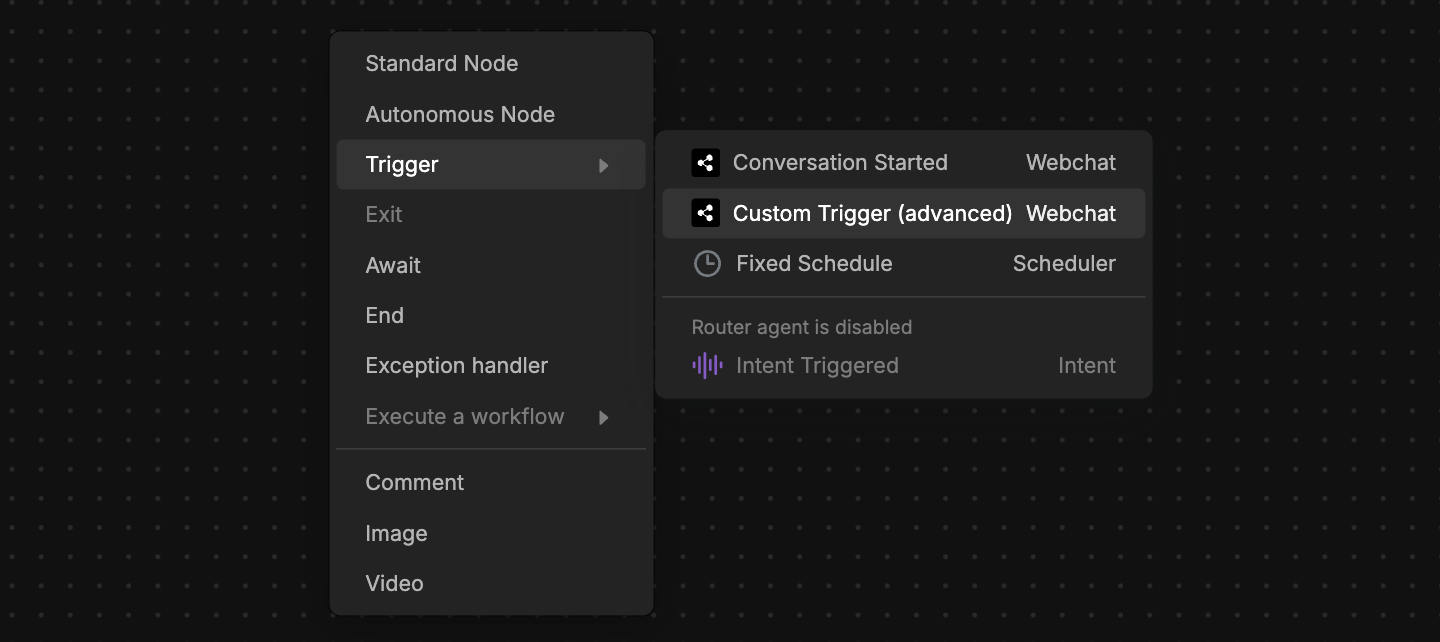 Standard Node
Autonomous Node
Trigger
Exit
Await
End
Exception handler
Execute a workflow
Comment
Image
Video
Conversation Started Webchat
Custom Trigger (advanced) Webchat
Fixed Schedule Scheduler
Router agent is disabled
Intent Triggered Intent